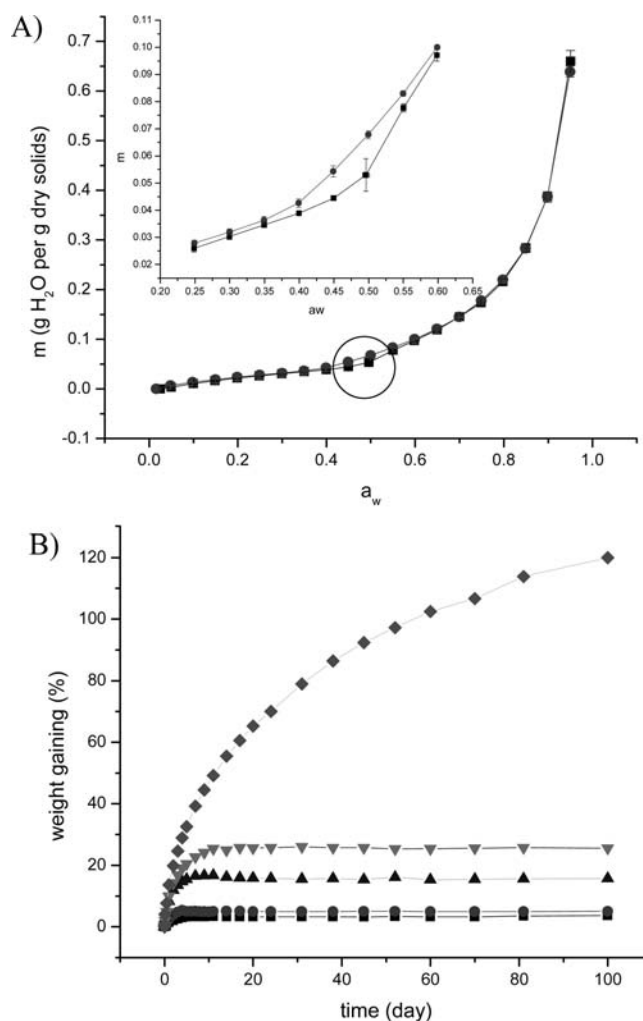 A)
m (g H₂O per g dry solids)
0.7
0.6
0.5
0.4
0.3
0.2
0.1
0.0
-0.1
0.0 0.2 0.4 0.6 0.8 1.0
a_w
m
0.10
0.09
0.08
0.07
0.06
0.05
0.04
0.03
0.02
0.20 0.25 0.30 0.35 0.40 0.45 0.50 0.55 0.60 0.65
aw
B)
weight gaining (%)
120
100
80
60
40
20
0
0 20 40 60 80 100
time (day)